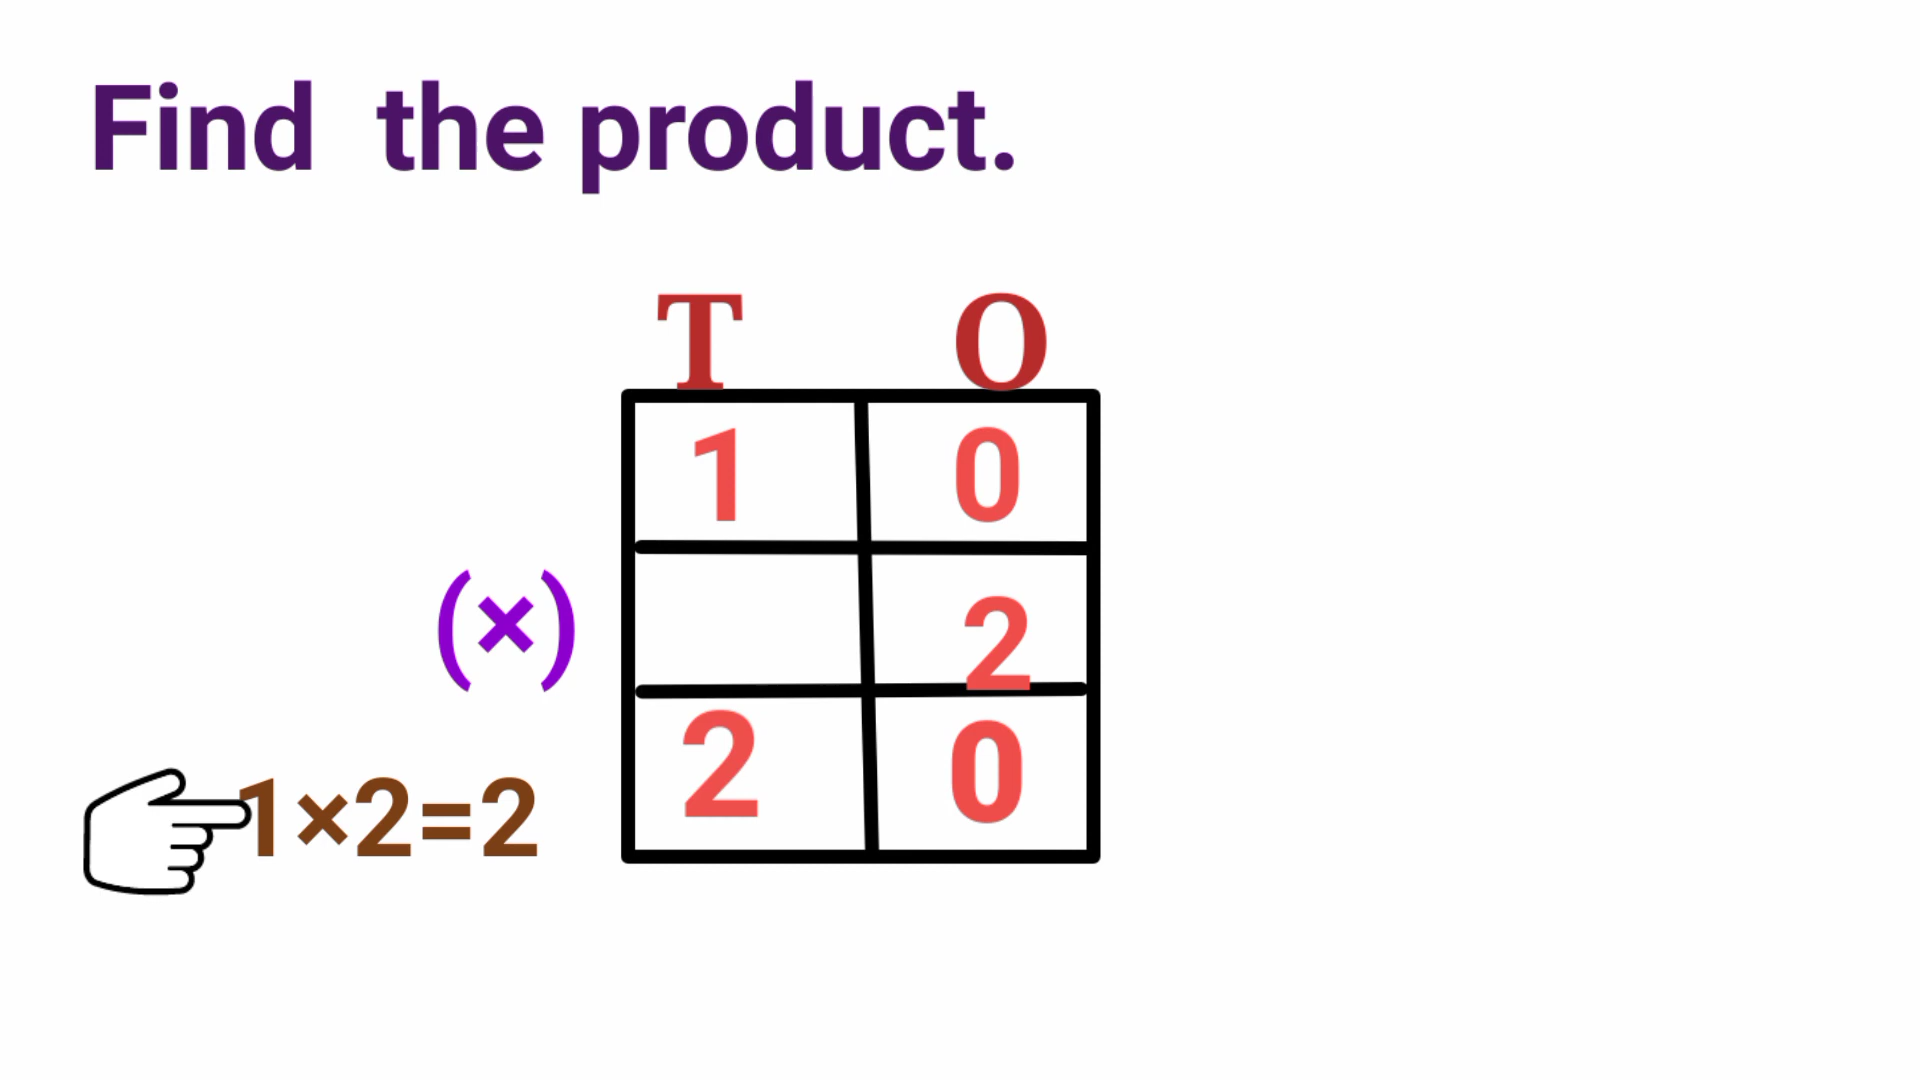 Find the product.
T O
1 0
(×) 2
1×2=2 2 0